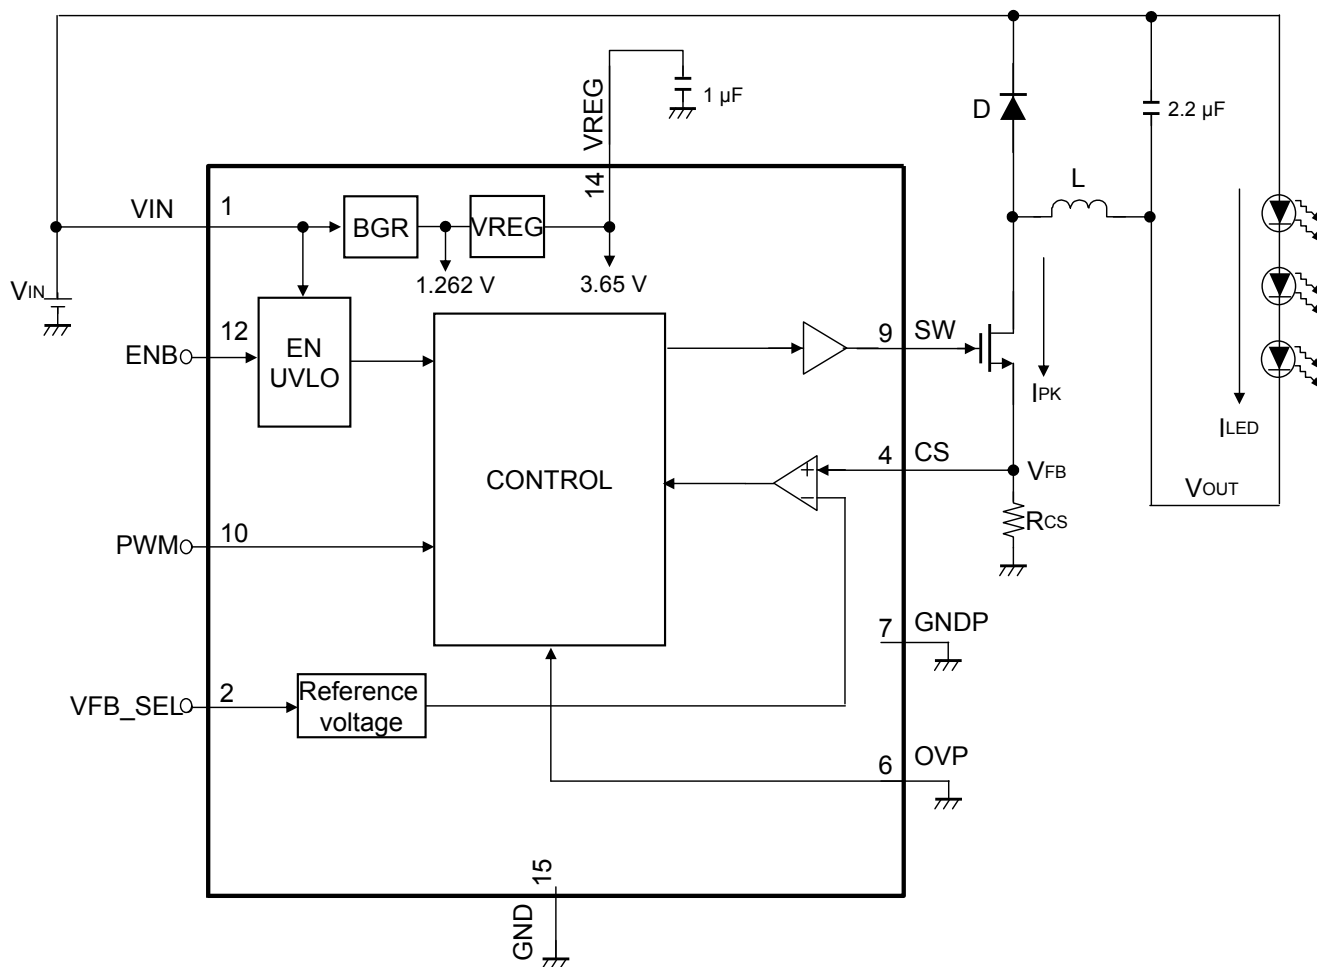 VREG
1 µF
D
2.2 µF
14
L
VIN
1
BGR
VREG
1.262 V
3.65 V
VIN
12
ENB
EN
UVLO
9
SW
IPK
ILED
4
CS
VFB
CONTROL
VOUT
RCS
PWM
10
7
GNDP
VFB_SEL
2
Reference
voltage
6
OVP
15
GND
+
−